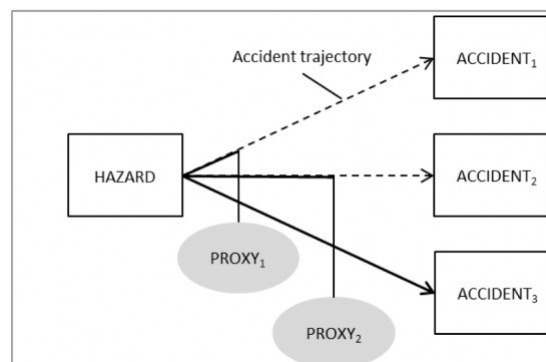 Accident trajectory
ACCIDENT₁
HAZARD
ACCIDENT₂
PROXY₁
ACCIDENT₃
PROXY₂